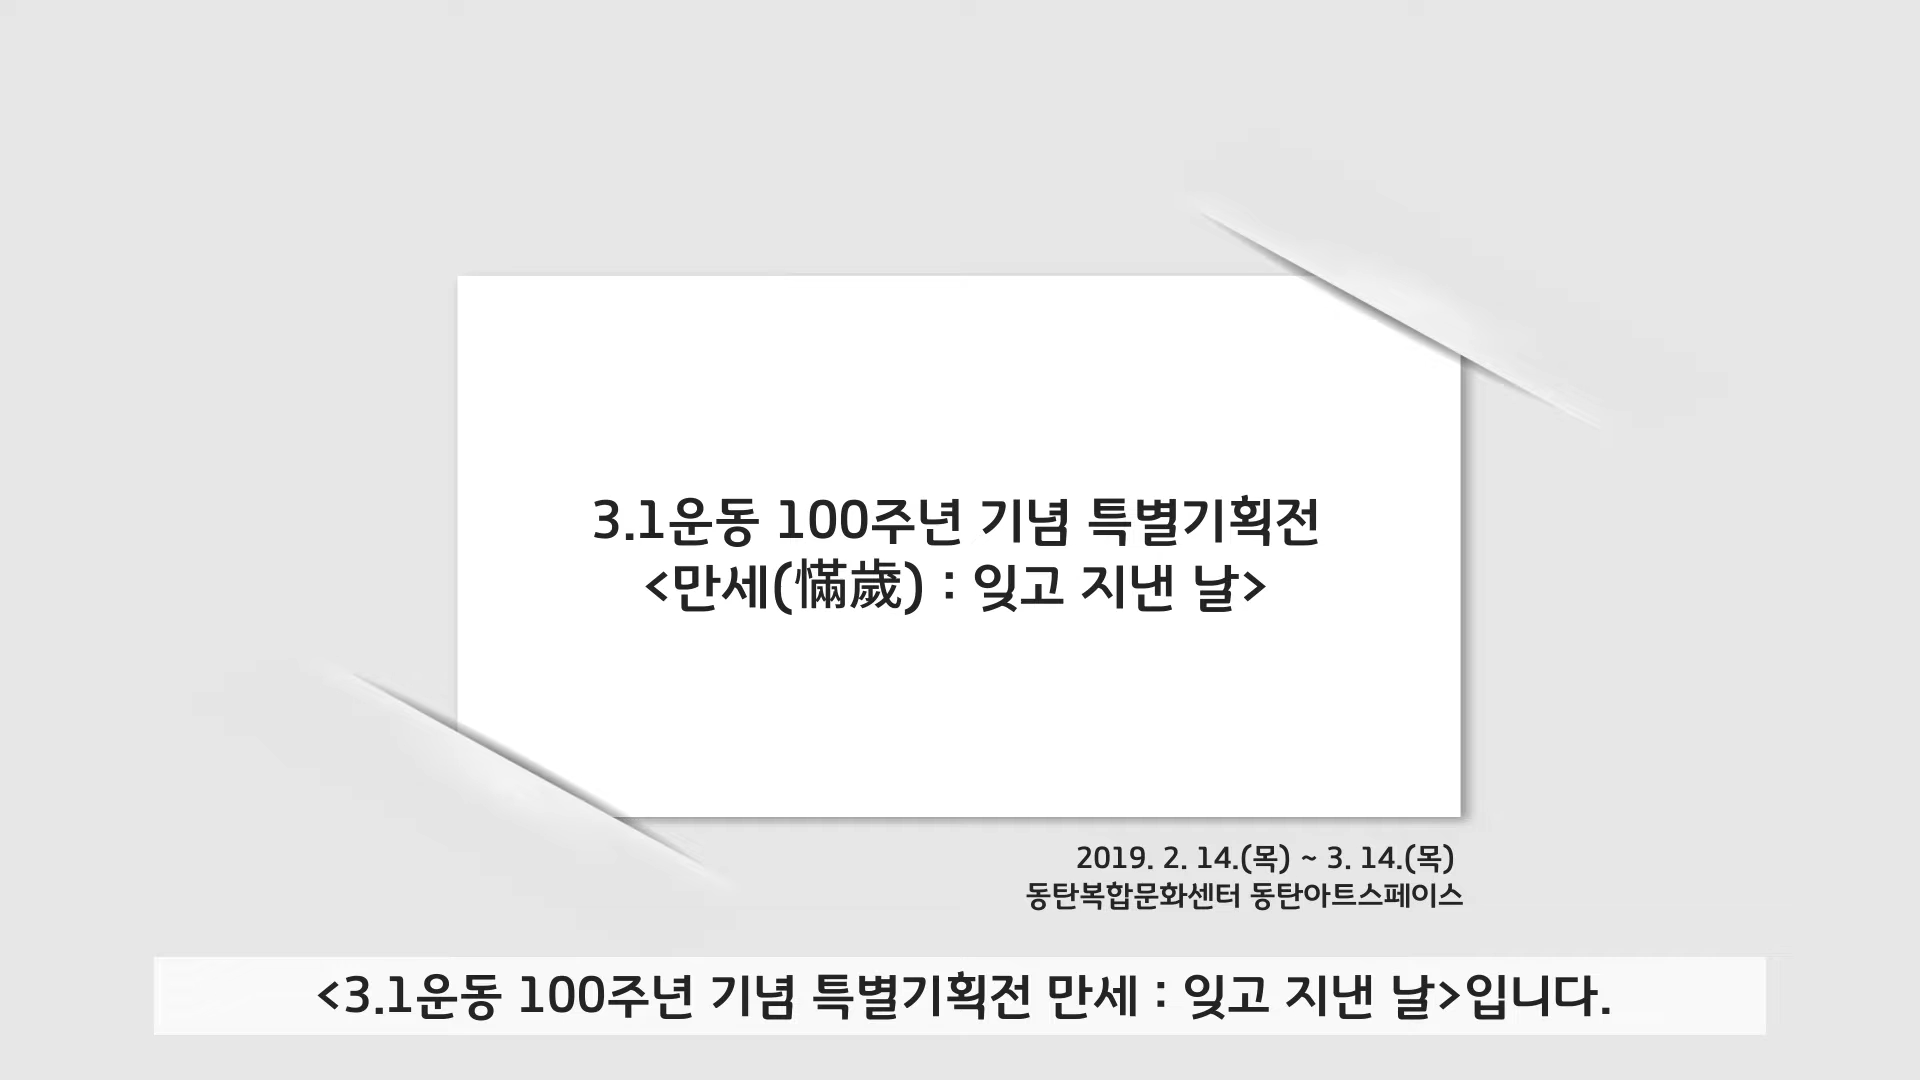 3.1운동 100주년 기념 특별기획전
<만세(慲歲) : 잊고 지낸 날>
2019. 2. 14.(목) ~ 3. 14.(목)
동탄복합문화센터 동탄아트스페이스
<3.1운동 100주년 기념 특별기획전 만세 : 잊고 지낸 날>입니다.